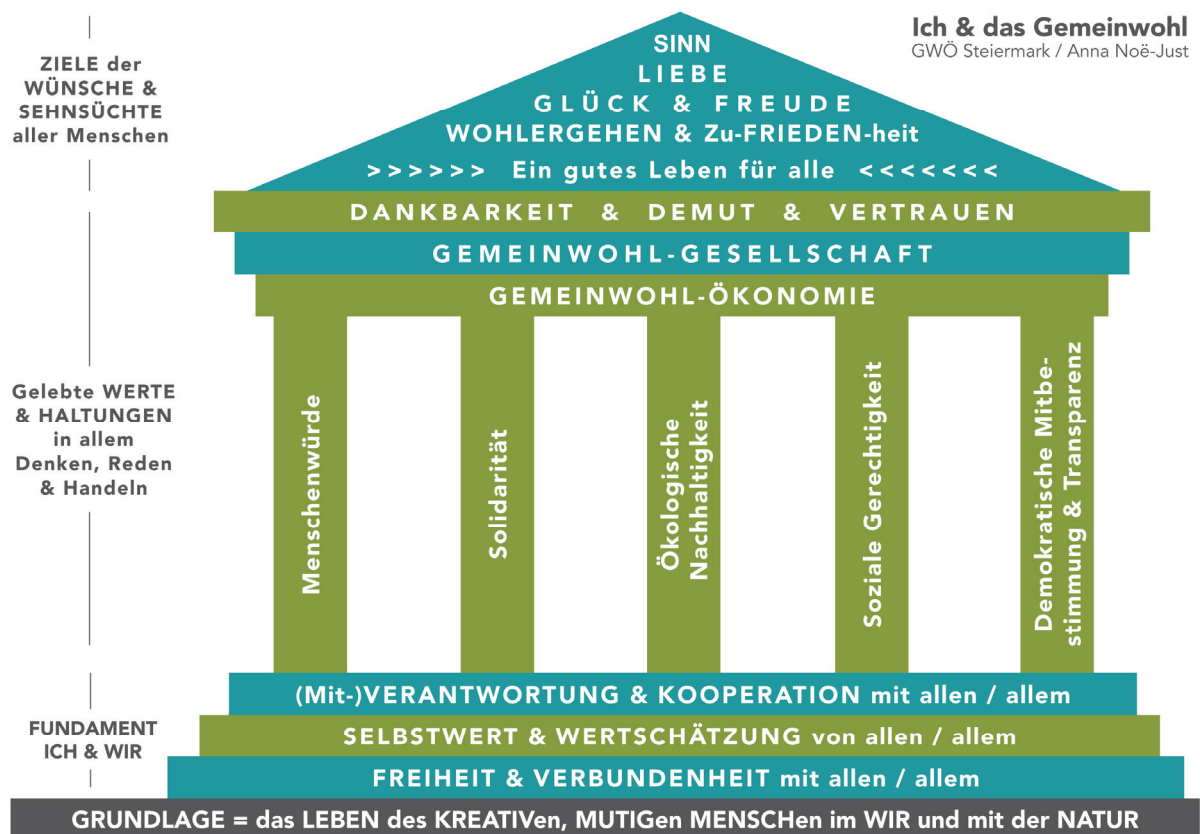 Ich & das Gemeinwohl
GWÖ Steiermark / Anna Noë-Just
ZIELE der
WÜNSCHE &
SEHNSÜCHTE
aller Menschen
SINN
LIEBE
GLÜCK & FREUDE
WOHLERGEHEN & Zu-FRIEDEN-heit
>>>>>> Ein gutes Leben für alle <<<<<<<
DANKBARKEIT & DEMUT & VERTRAUEN
GEMEINWOHL-GESELLSCHAFT
GEMEINWOHL-ÖKONOMIE
Gelebte WERTE
& HALTUNGEN
in allem
Denken, Reden
& Handeln
Menschenwürde
Solidarität
Ökologische
Nachhaltigkeit
Soziale Gerechtigkeit
Demokratische Mitbe-
stimmung & Transparenz
FUNDAMENT
ICH & WIR
(Mit-)VERANTWORTUNG & KOOPERATION mit allen / allem
SELBSTWERT & WERTSCHÄTZUNG von allen / allem
FREIHEIT & VERBUNDENHEIT mit allen / allem
GRUNDLAGE = das LEBEN des KREATIVen, MUTIGen MENSCHen im WIR und mit der NATUR